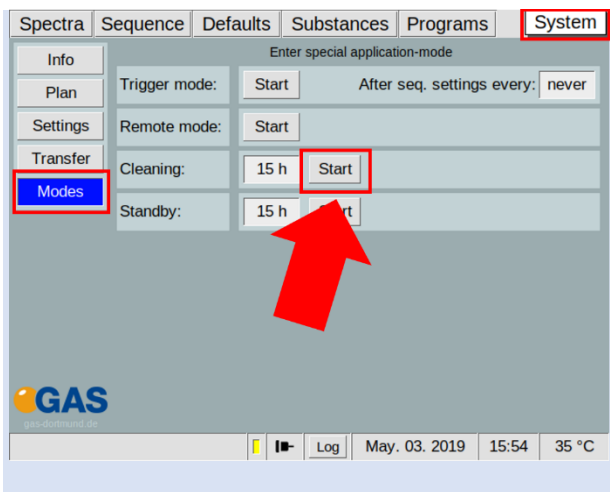 Spectra Sequence Defaults Substances Programs System
Info
Enter special application-mode
Plan
Trigger mode: Start After seq. settings every: never
Settings
Remote mode: Start
Transfer
Cleaning: 15 h Start
Modes
Standby: 15 h Start
GAS
gas-dortmund.de
Log May. 03. 2019 15:54 35 °C